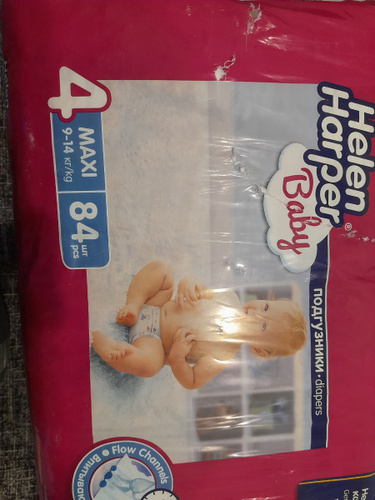 Helen
Harper®
Baby
подгузники • diapers
4
MAXI
9-14 кг/kg
84 шт
pcs
• Flow Channels